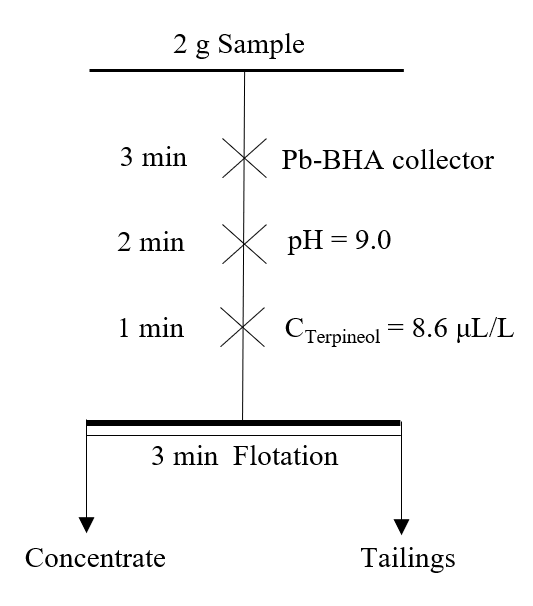 2 g Sample
3 min Pb-BHA collector
2 min pH = 9.0
1 min C_Terpineol = 8.6 μL/L
3 min Flotation
Concentrate Tailings